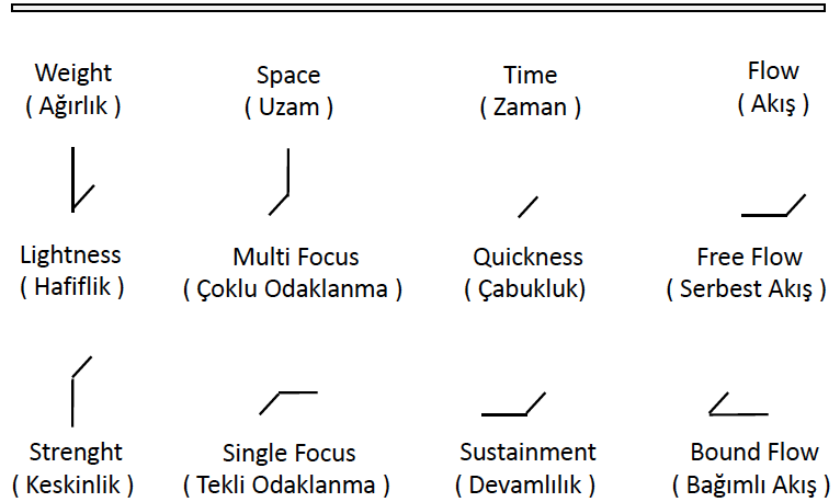 Weight
( Ağırlık )
Space
( Uzam )
Time
( Zaman )
Flow
( Akış )
Lightness
( Hafiflik )
Multi Focus
( Çoklu Odaklanma )
Quickness
( Çabukluk)
Free Flow
( Serbest Akış )
Strenght
( Keskinlik )
Single Focus
( Tekli Odaklanma )
Sustainment
( Devamlılık )
Bound Flow
( Bağımlı Akış )